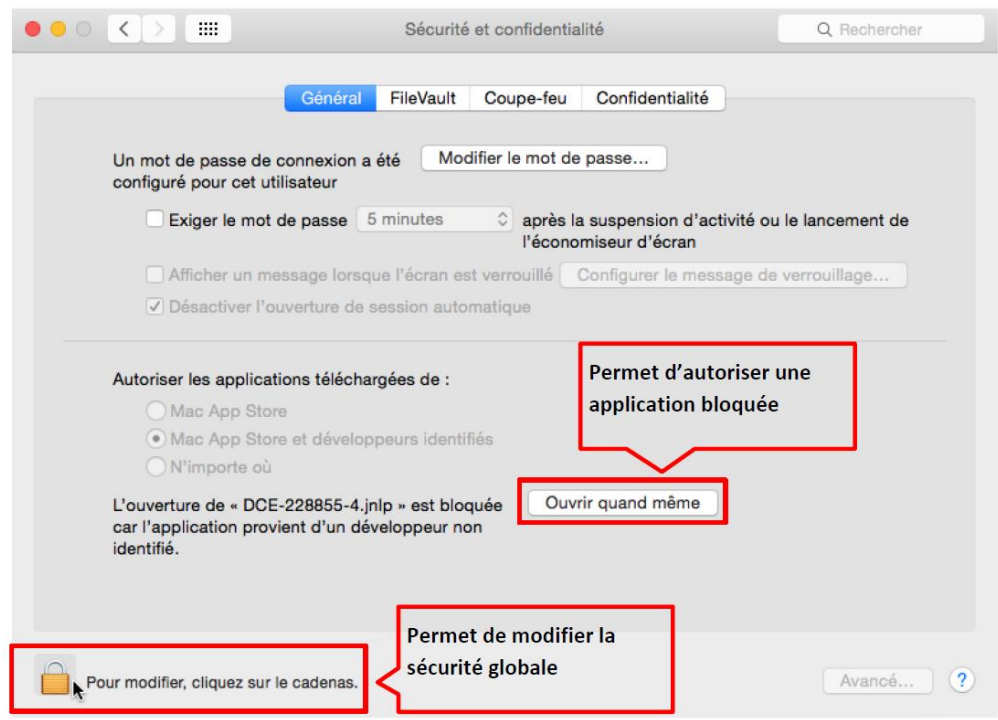 Sécurité et confidentialité
Rechercher
Général FileVault Coupe-feu Confidentialité
Un mot de passe de connexion a été
configuré pour cet utilisateur
Modifier le mot de passe...
Exiger le mot de passe 5 minutes après la suspension d'activité ou le lancement de
l'économiseur d'écran
Afficher un message lorsque l'écran est verrouillé Configurer le message de verrouillage...
Désactiver l'ouverture de session automatique
Permet d'autoriser une
application bloquée
Autoriser les applications téléchargées de :
Mac App Store
Mac App Store et développeurs identifiés
N'importe où
L'ouverture de « DCE-228855-4.jnlp » est bloquée
car l'application provient d'un développeur non
identifié.
Ouvrir quand même
Permet de modifier la
sécurité globale
Pour modifier, cliquez sur le cadenas.
Avancé... ?